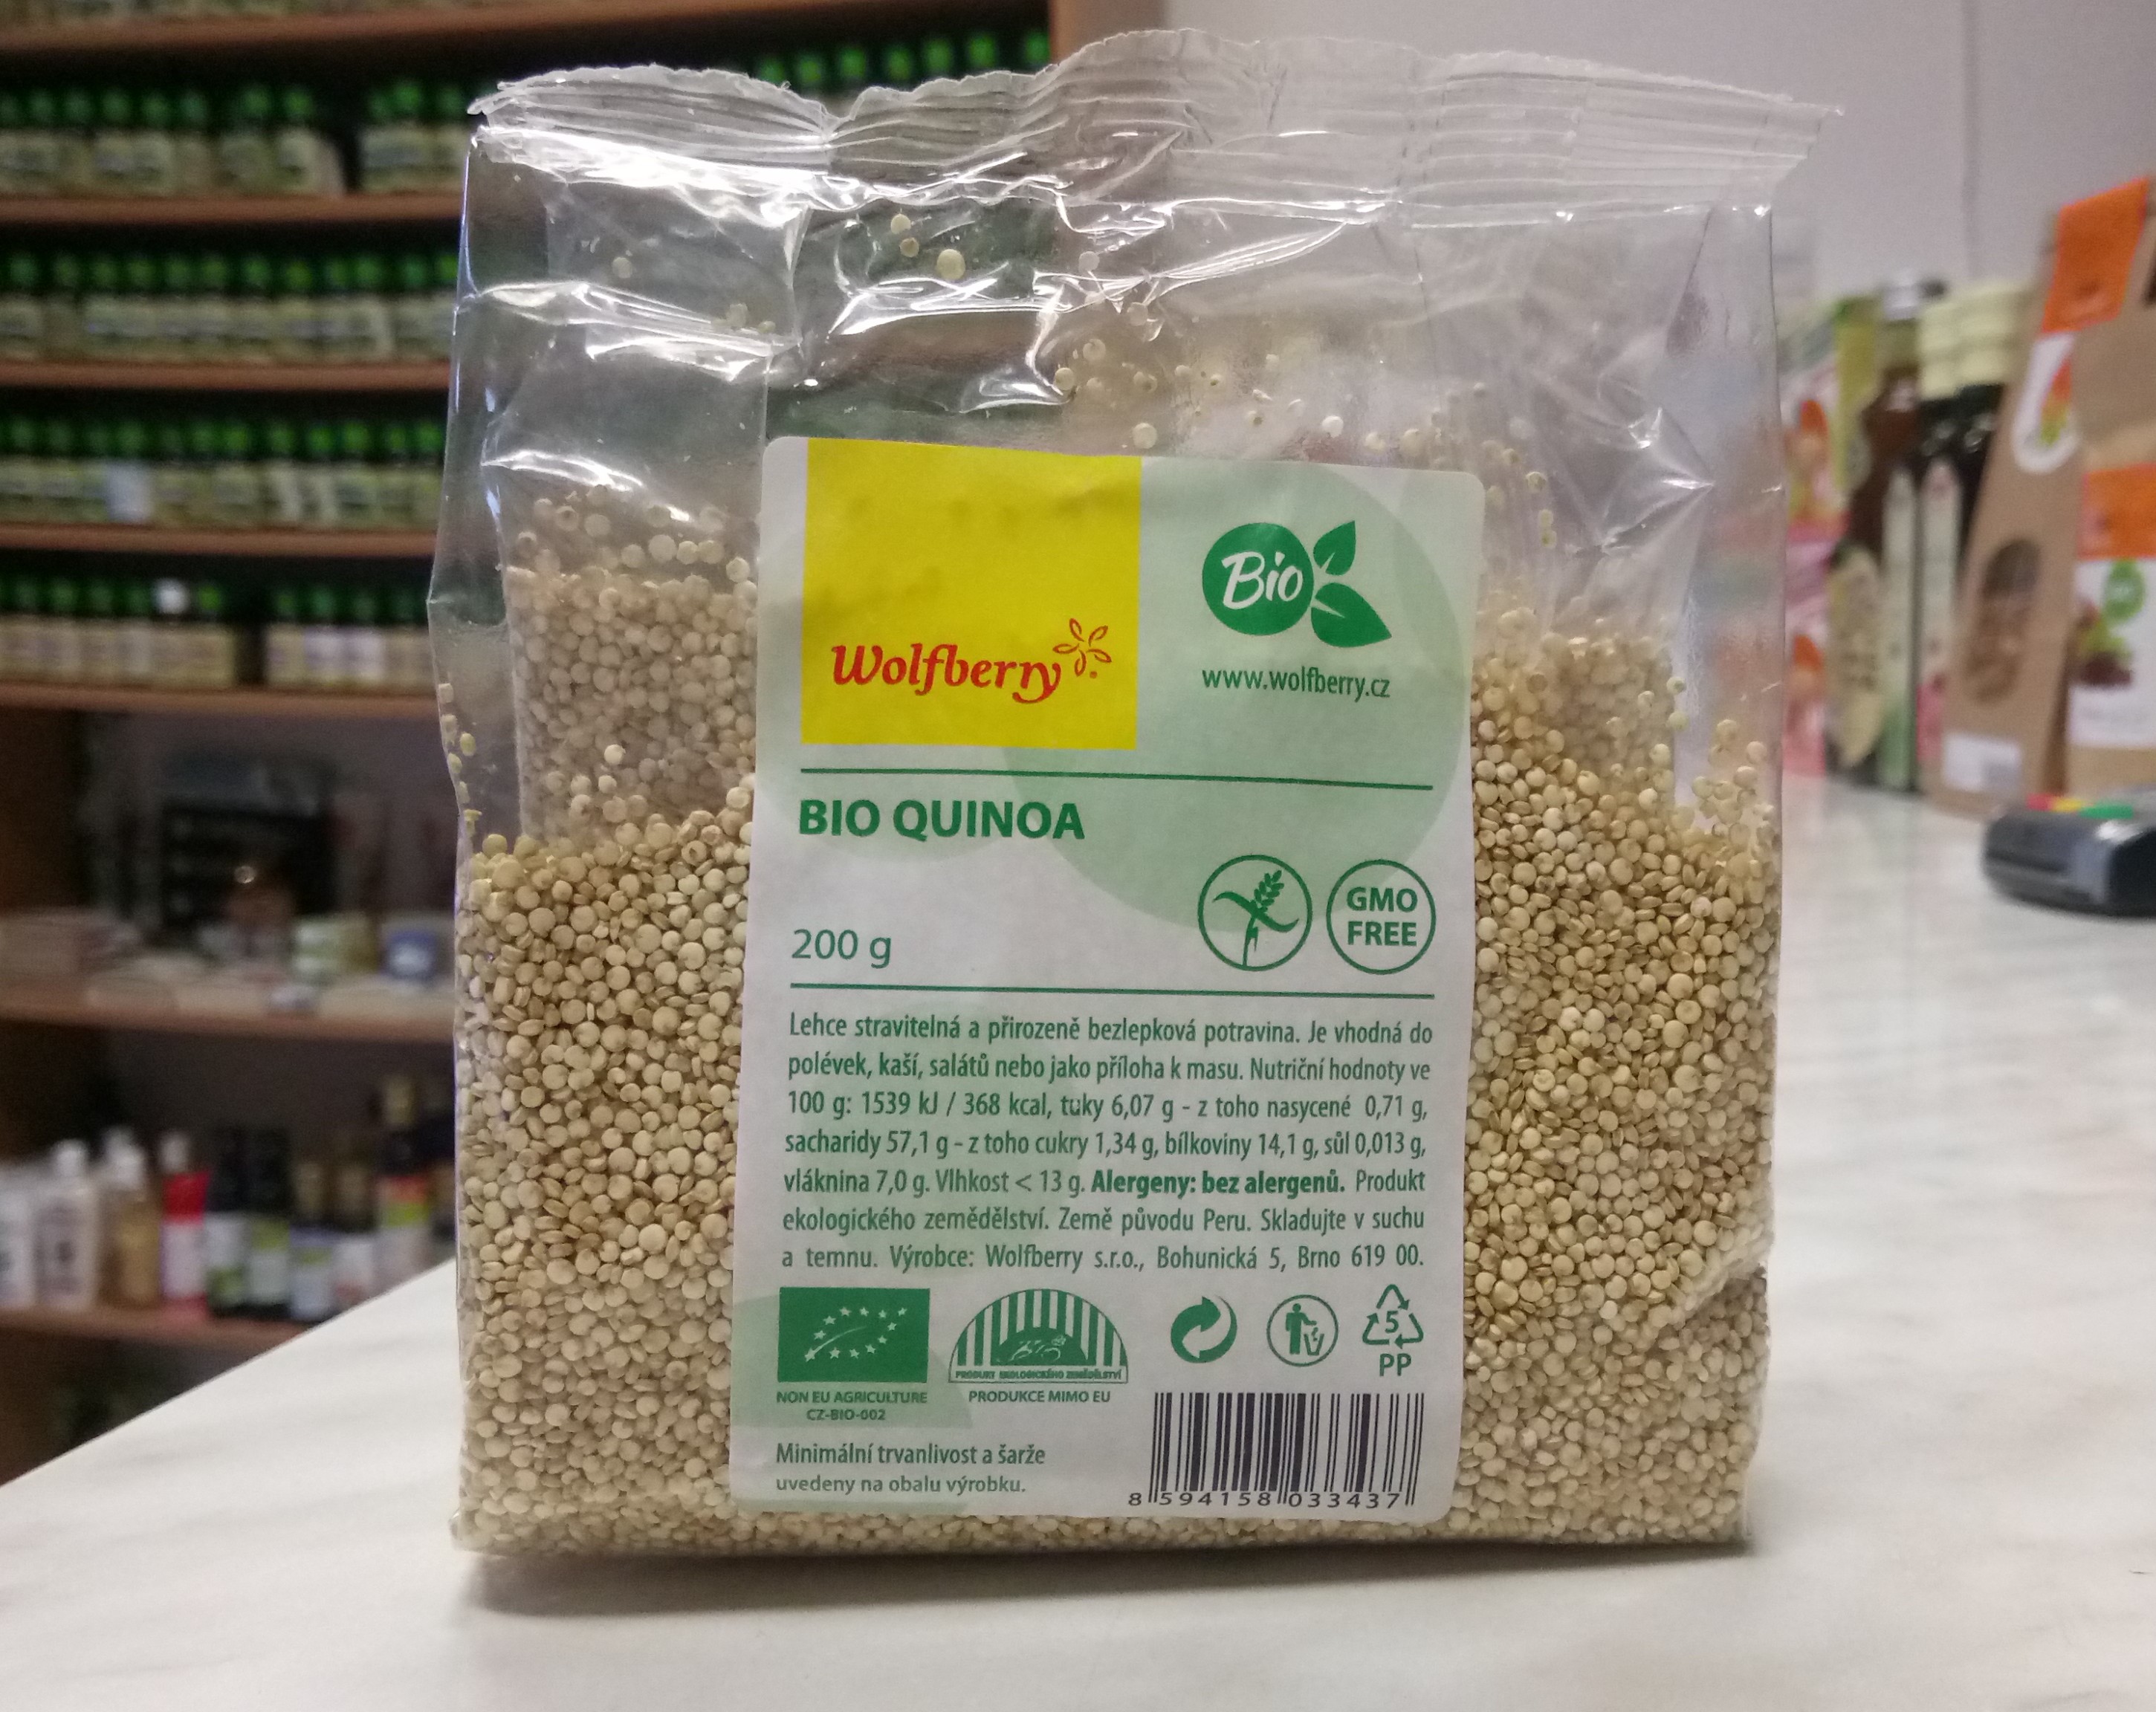 Wolfberry
Bio
www.wolfberry.cz
BIO QUINOA
200 g
GMO
FREE
Lehce stravitelná a přirozeně bezlepková potravina. Je vhodná do
polévek, kaší, salátů nebo jako příloha k masu. Nutriční hodnoty ve
100 g: 1539 kJ / 368 kcal, tuky 6,07 g - z toho nasycené 0,71 g,
sacharidy 57,1 g - z toho cukry 1,34 g, bílkoviny 14,1 g, sůl 0,013 g,
vláknina 7,0 g. Vlhkost < 13 g. Alergeny: bez alergenů. Produkt
ekologického zemědělství. Země původu Peru. Skladujte v suchu
a temnu. Výrobce: Wolfberry s.r.o., Bohunická 5, Brno 619 00.
BIO
PRODUKT EKOLOGICKÉHO ZEMĚDĚLSTVÍ
5
PP
NON EU AGRICULTURE
CZ-BIO-002
PRODUKCE MIMO EU
Minimální trvanlivost a šarže
uvedeny na obalu výrobku.
8 594158 033437